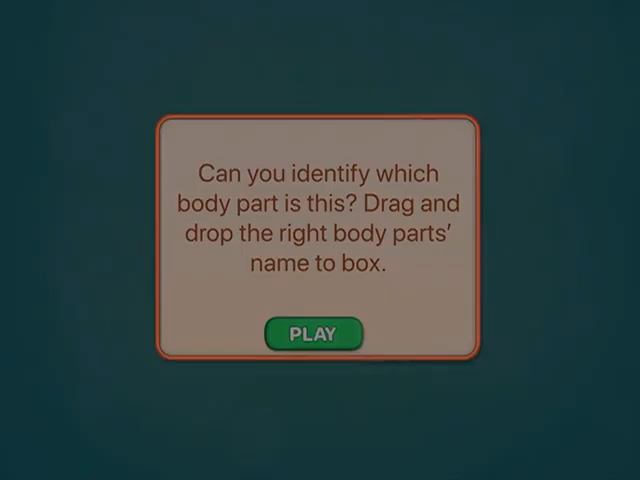 Can you identify which
body part is this? Drag and
drop the right body parts’
name to box.
PLAY